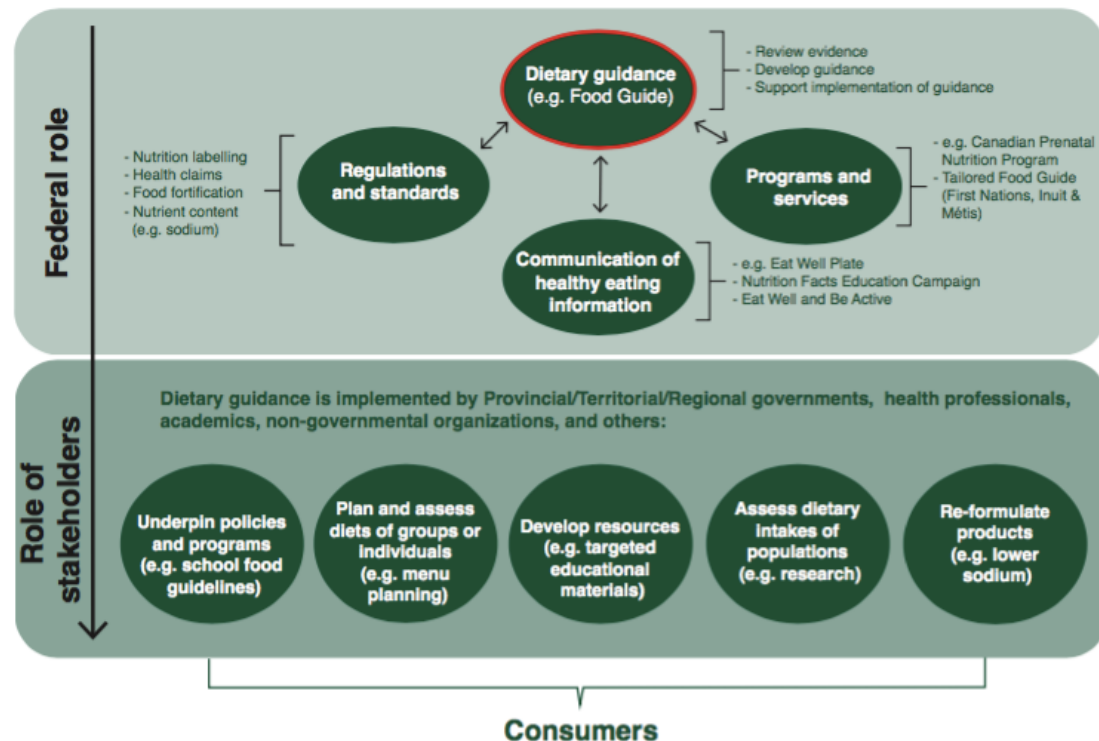 Federal role
Dietary guidance
(e.g. Food Guide)
- Review evidence
- Develop guidance
- Support implementation of guidance
- Nutrition labelling
- Health claims
- Food fortification
- Nutrient content
(e.g. sodium)
Regulations
and standards
Programs and
services
- e.g. Canadian Prenatal
Nutrition Program
- Tailored Food Guide
(First Nations, Inuit &
Métis)
Communication of
healthy eating
information
- e.g. Eat Well Plate
- Nutrition Facts Education Campaign
- Eat Well and Be Active
Role of
stakeholders
Dietary guidance is implemented by Provincial/Territorial/Regional governments, health professionals,
academics, non-governmental organizations, and others:
Underpin policies
and programs
(e.g. school food
guidelines)
Plan and assess
diets of groups or
individuals
(e.g. menu
planning)
Develop resources
(e.g. targeted
educational
materials)
Assess dietary
intakes of
populations
(e.g. research)
Re-formulate
products
(e.g. lower
sodium)
Consumers